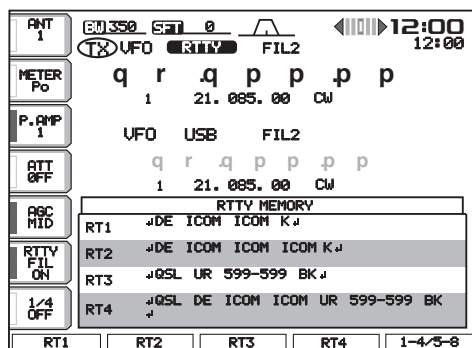 ANT 1
BW 350 SFT 0
12:00
TX VFO RTTY FIL2
12:00
METER Po
q r .q p p .p p
1 21. 085. 00 CW
P.AMP 1
VFO USB FIL2
ATT OFF
q r .q p p .p p
1 21. 085. 00 CW
AGC MID
RTTY MEMORY
RT1 ↲DE ICOM ICOM K↲
RTTY FIL ON
RT2 ↲DE ICOM ICOM ICOM K↲
RT3 ↲QSL UR 599-599 BK↲
1/4 OFF
RT4 ↲QSL DE ICOM ICOM UR 599-599 BK
↲
RT1 RT2 RT3 RT4 1-4/5-8